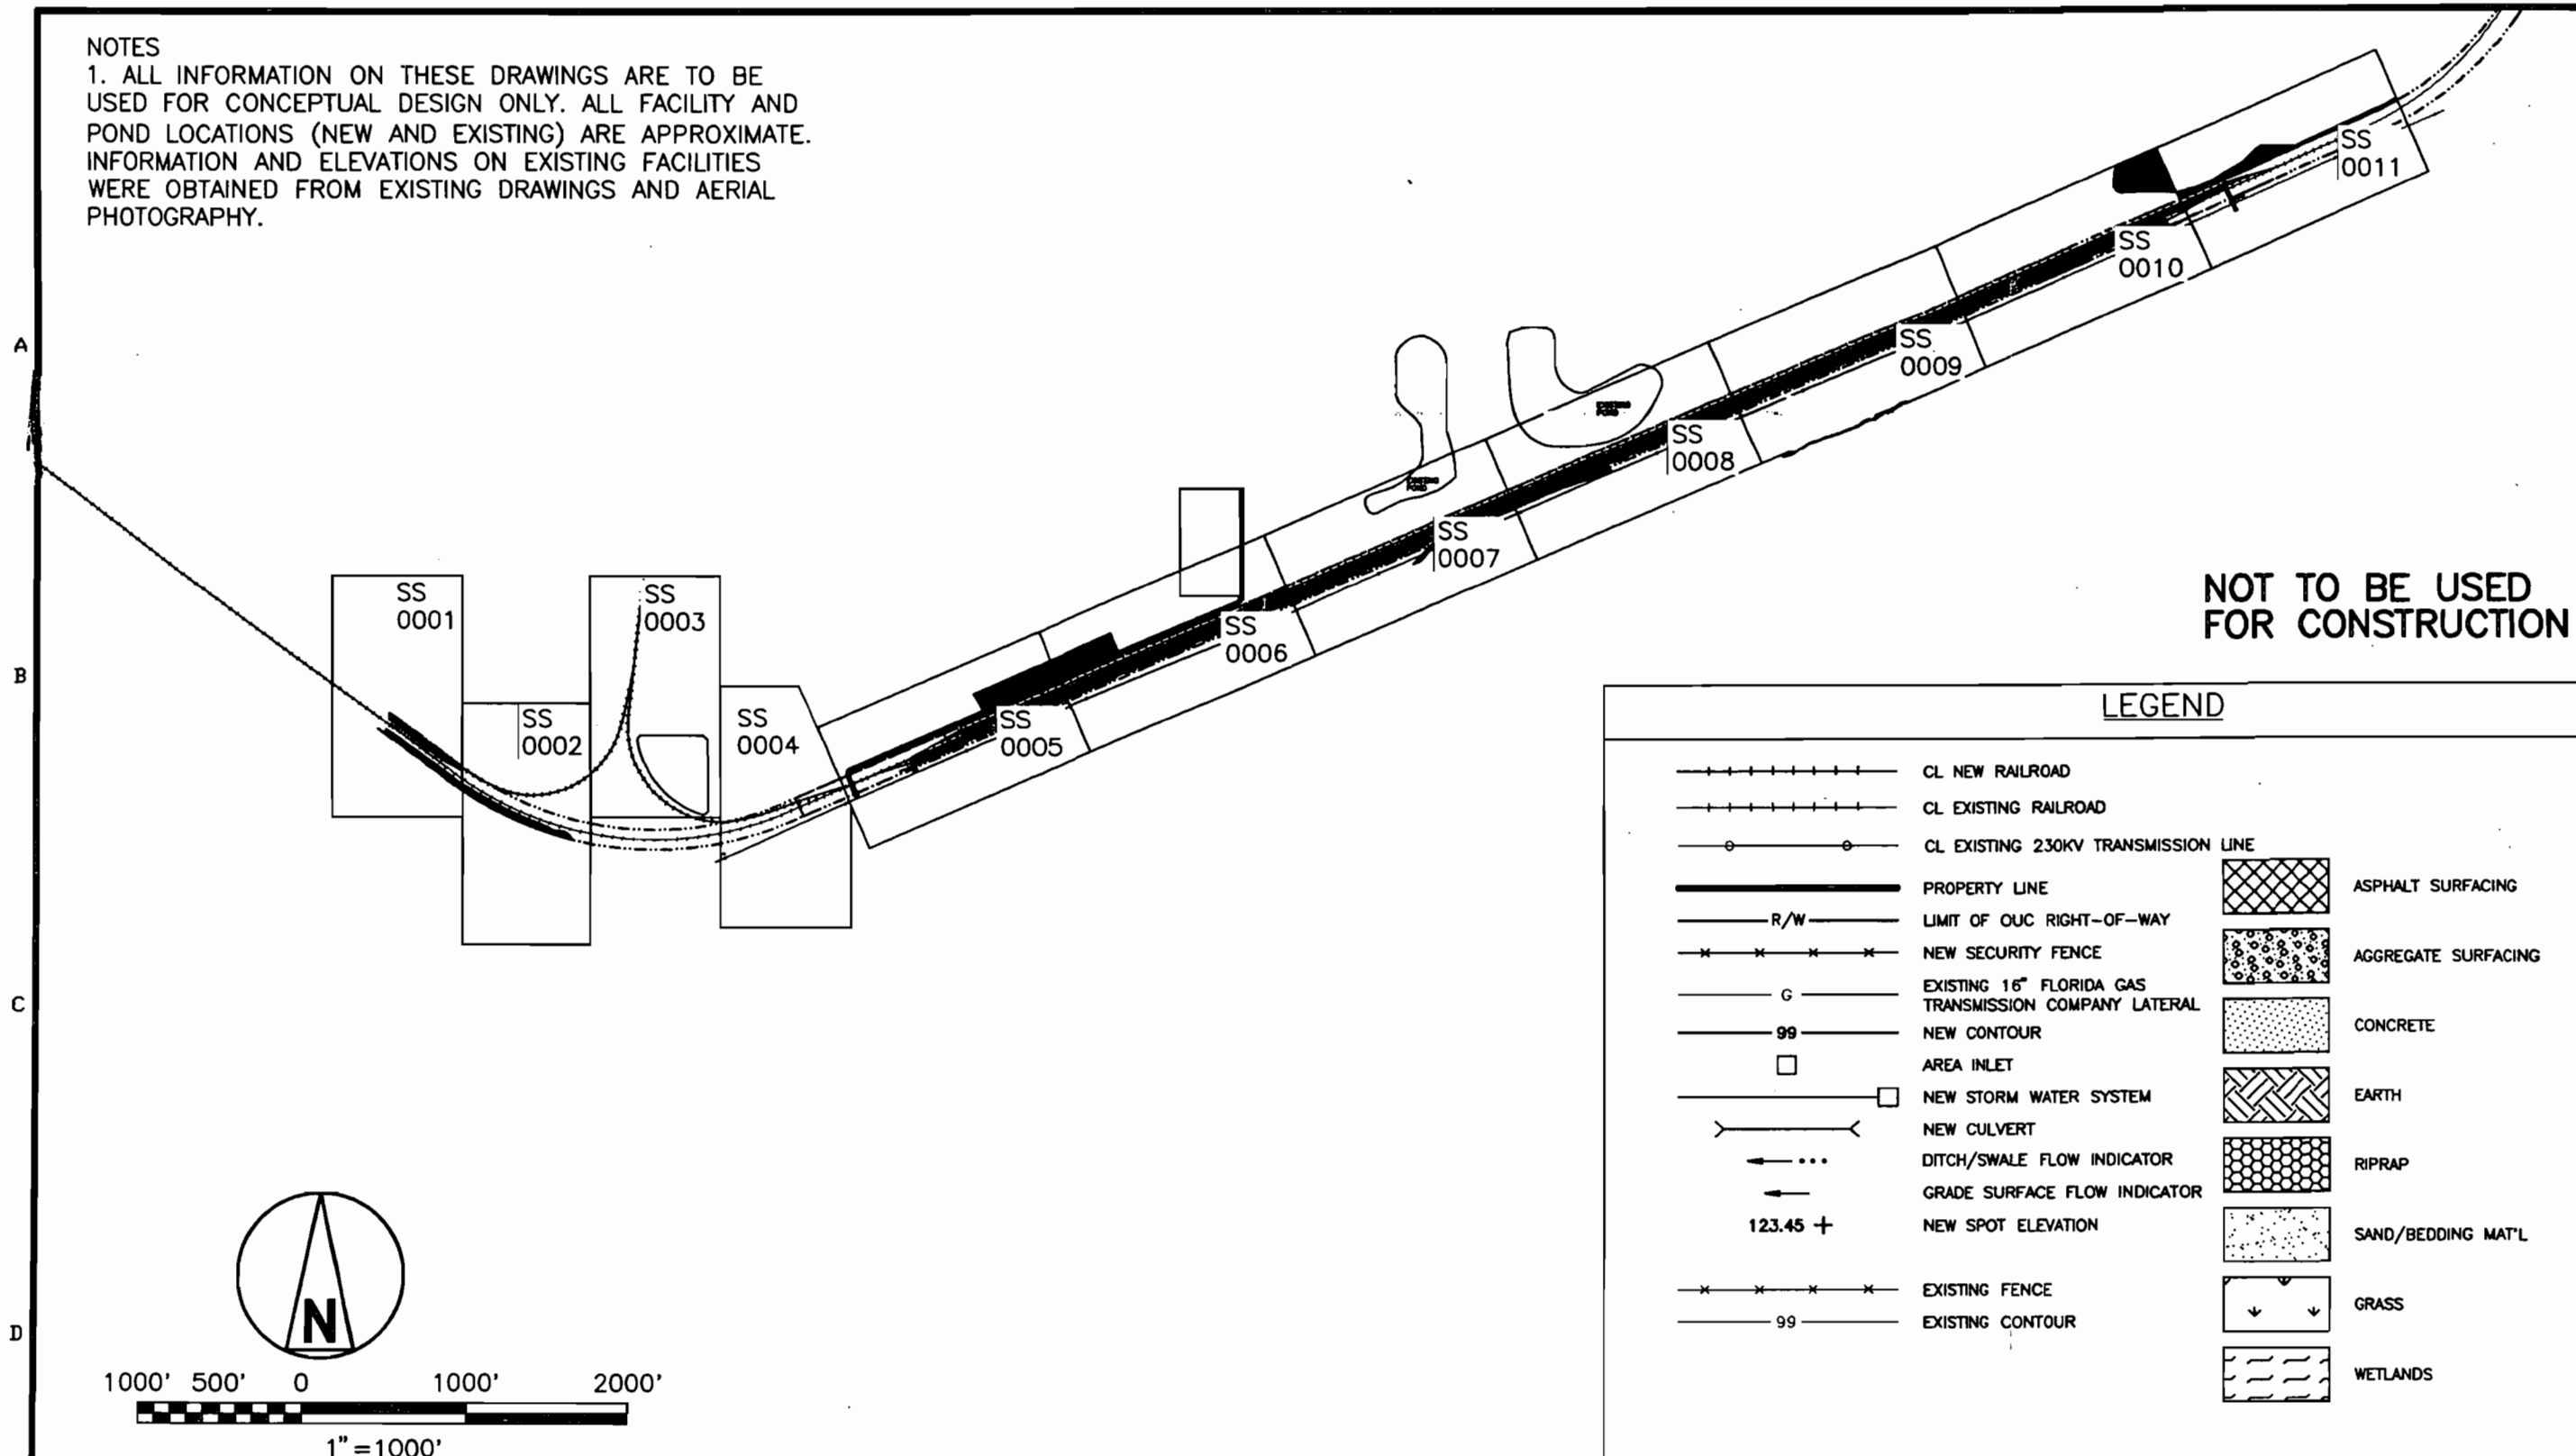 NOTES
1. ALL INFORMATION ON THESE DRAWINGS ARE TO BE
USED FOR CONCEPTUAL DESIGN ONLY. ALL FACILITY AND
POND LOCATIONS (NEW AND EXISTING) ARE APPROXIMATE.
INFORMATION AND ELEVATIONS ON EXISTING FACILITIES
WERE OBTAINED FROM EXISTING DRAWINGS AND AERIAL
PHOTOGRAPHY.
A
B
C
D
SS
0001
SS
0002
SS
0003
SS
0004
SS
0005
SS
0006
SS
0007
SS
0008
SS
0009
SS
0010
SS
0011
EXISTING
POND
EXISTING
POND
NOT TO BE USED
FOR CONSTRUCTION
LEGEND
CL NEW RAILROAD
CL EXISTING RAILROAD
CL EXISTING 230KV TRANSMISSION LINE
PROPERTY LINE
R/W LIMIT OF OUC RIGHT-OF-WAY
NEW SECURITY FENCE
G EXISTING 16" FLORIDA GAS
TRANSMISSION COMPANY LATERAL
99 NEW CONTOUR
AREA INLET
NEW STORM WATER SYSTEM
NEW CULVERT
DITCH/SWALE FLOW INDICATOR
GRADE SURFACE FLOW INDICATOR
123.45 + NEW SPOT ELEVATION
EXISTING FENCE
99 EXISTING CONTOUR
ASPHALT SURFACING
AGGREGATE SURFACING
CONCRETE
EARTH
RIPRAP
SAND/BEDDING MAT'L
GRASS
WETLANDS
N
1000' 500' 0 1000' 2000'
1"=1000'